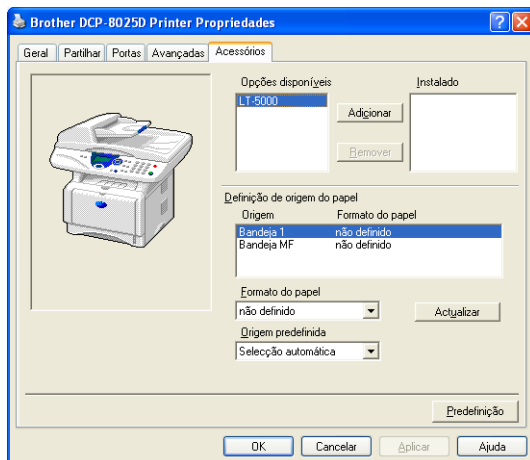 Brother DCP-8025D Printer Propriedades
Geral Partilhar Portas Avançadas Acessórios
Opções disponíveis Instalado
LT-5000
Adicionar
Remover
Definição de origem do papel
Origem Formato do papel
Bandeja 1 não definido
Bandeja MF não definido
Formato do papel
não definido Actualizar
Origem predefinida
Selecção automática
Predefinição
OK Cancelar Aplicar Ajuda